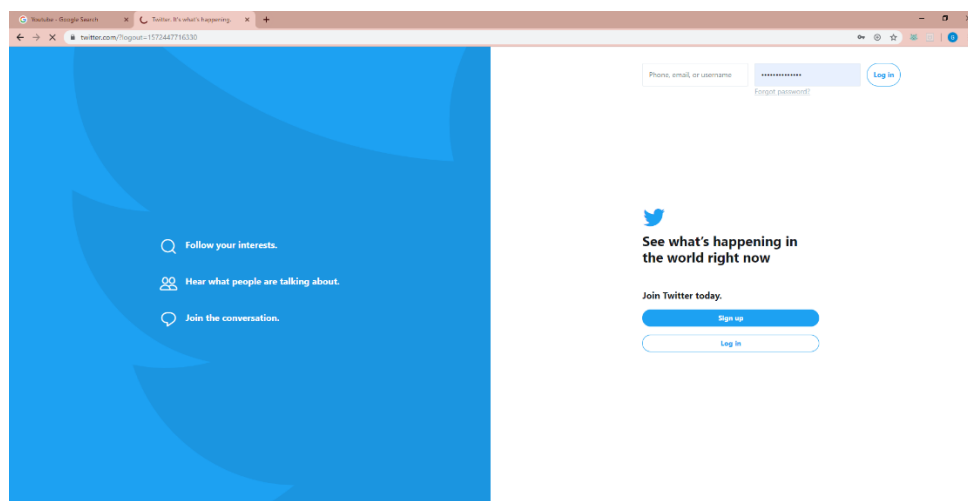 Youtube - Google Search
Twitter. It's what's happening.
twitter.com/?logout=1572447716330
Phone, email, or username
••••••••••••••
Log in
Forgot password?
Follow your interests.
Hear what people are talking about.
Join the conversation.
See what's happening in
the world right now
Join Twitter today.
Sign up
Log in